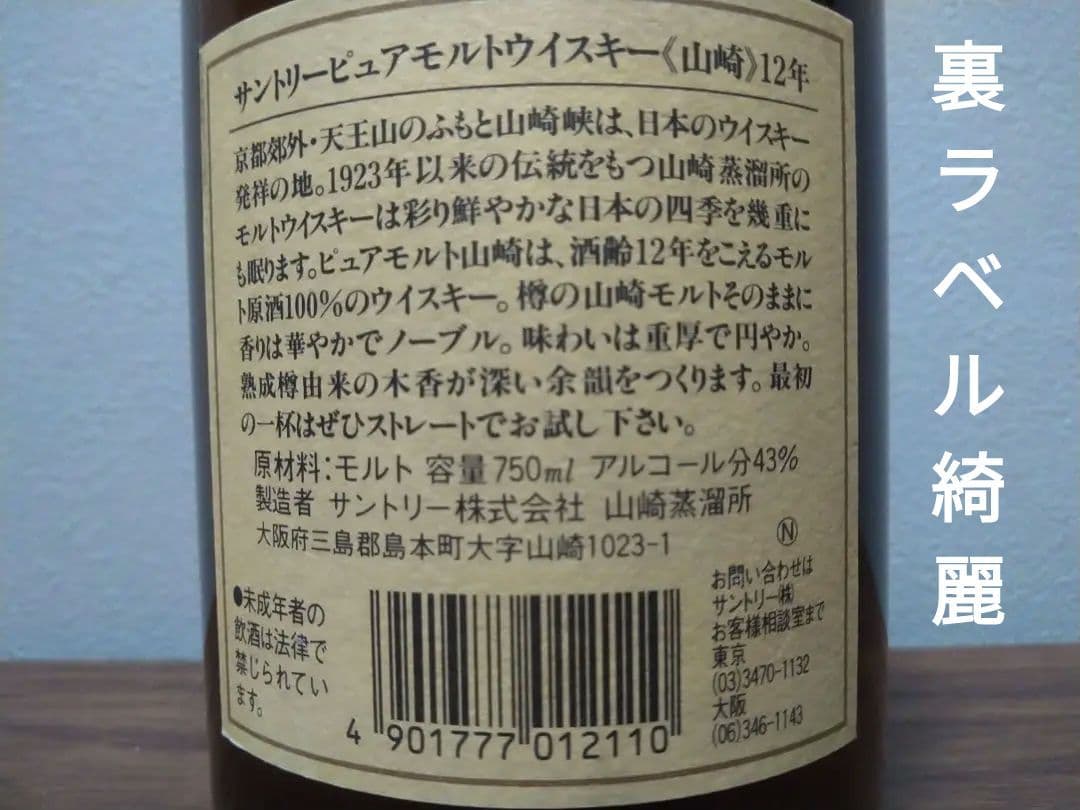 サントリーピュアモルトウイスキー《山崎》12年
京都郊外・天王山のふもと山崎峡は、日本のウイスキー
発祥の地。1923年以来の伝統をもつ山崎蒸溜所の
モルトウイスキーは彩り鮮やかな日本の四季を幾重に
も眠ります。ピュアモルト山崎は、酒齢12年をこえるモル
ト原酒100%のウイスキー。樽の山崎モルトそのままに
香りは華やかでノーブル。味わいは重厚で円やか。
熟成樽由来の木香が深い余韻をつくります。最初
の一杯はぜひストレートでお試し下さい。
原材料:モルト 容量750ml アルコール分43%
製造者 サントリー株式会社 山崎蒸溜所
大阪府三島郡島本町大字山崎1023-1
Ⓝ
●未成年者の
飲酒は法律で
禁じられてい
ます。
4 901777 012110
お問い合わせは
サントリー㈱
お客様相談室まで
東京
(03)3470-1132
大阪
(06)346-1143
裏ラベル綺麗